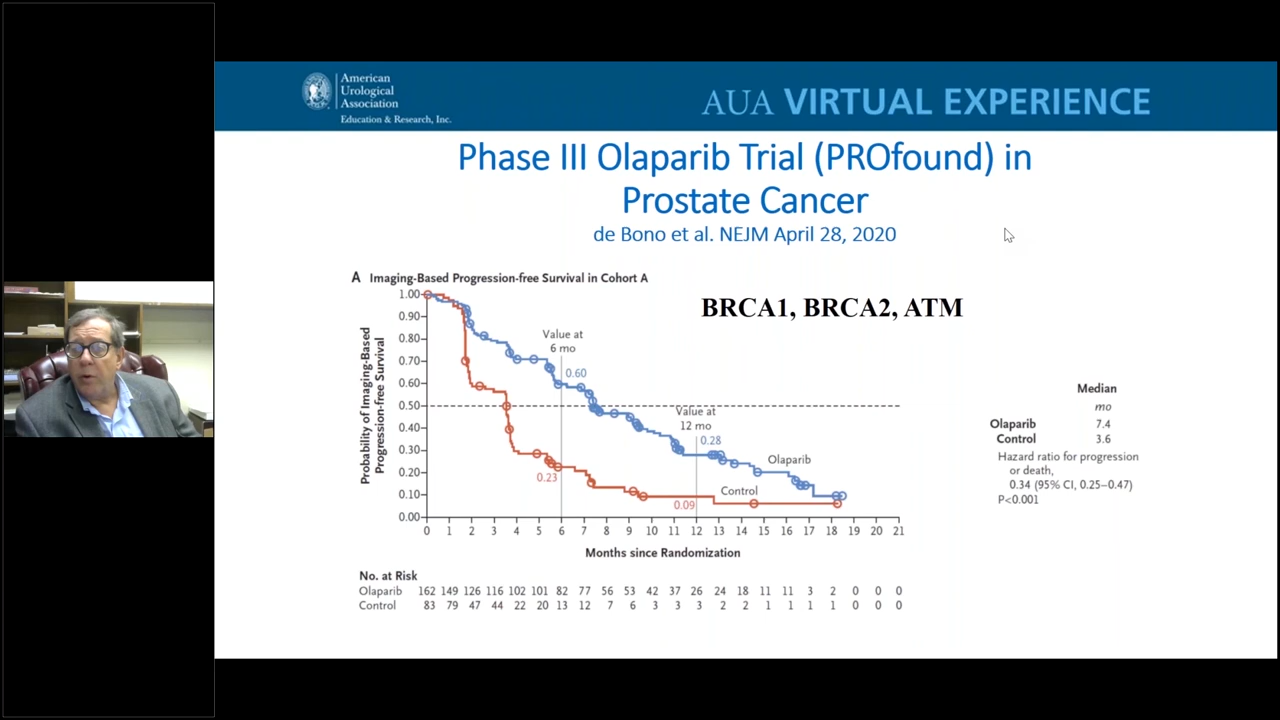 American
Urological
Association
Education & Research, Inc.
AUA VIRTUAL EXPERIENCE
Phase III Olaparib Trial (PROfound) in
Prostate Cancer
de Bono et al. NEJM April 28, 2020
A Imaging-Based Progression-free Survival in Cohort A
BRCA1, BRCA2, ATM
Probability of Imaging-Based
Progression-free Survival
1.00
0.90
0.80
0.70
0.60
0.50
0.40
0.30
0.20
0.10
0.00
Value at
6 mo
0.60
0.23
Value at
12 mo
0.28
0.09
Olaparib
Control
0 1 2 3 4 5 6 7 8 9 10 11 12 13 14 15 16 17 18 19 20 21
Months since Randomization
Median
mo
Olaparib 7.4
Control 3.6
Hazard ratio for progression
or death,
0.34 (95% CI, 0.25–0.47)
P<0.001
No. at Risk
Olaparib 162 149 126 116 102 101 82 77 56 53 42 37 26 24 18 11 11 3 2 0 0 0
Control 83 79 47 44 22 20 13 12 7 6 3 3 3 2 2 1 1 1 1 0 0 0